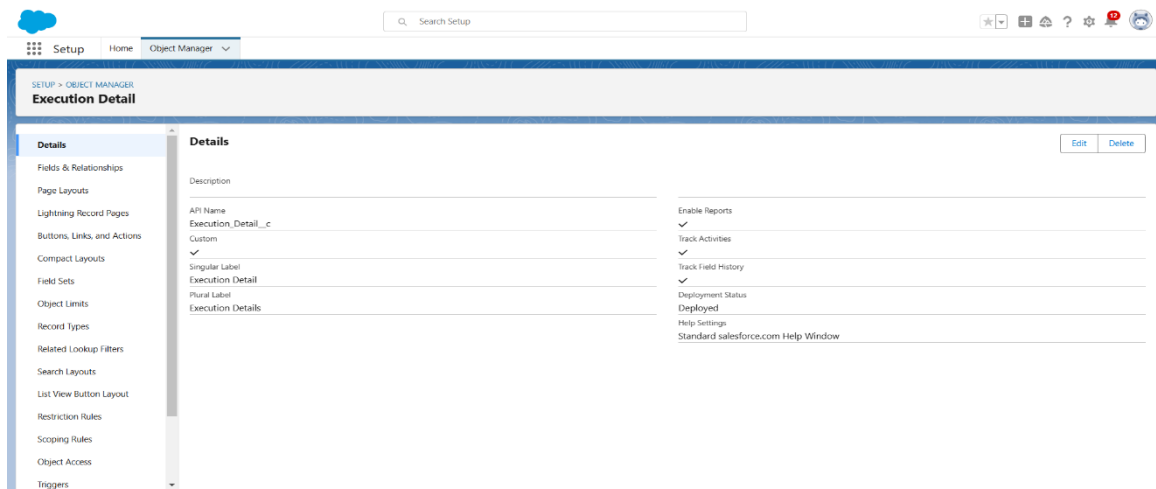 Search Setup
12
Setup
Home
Object Manager
SETUP > OBJECT MANAGER
Execution Detail
Details
Fields & Relationships
Page Layouts
Lightning Record Pages
Buttons, Links, and Actions
Compact Layouts
Field Sets
Object Limits
Record Types
Related Lookup Filters
Search Layouts
List View Button Layout
Restriction Rules
Scoping Rules
Object Access
Triggers
Details
Edit
Delete
Description
API Name
Execution_Detail__c
Custom
Singular Label
Execution Detail
Plural Label
Execution Details
Enable Reports
Track Activities
Track Field History
Deployment Status
Deployed
Help Settings
Standard salesforce.com Help Window